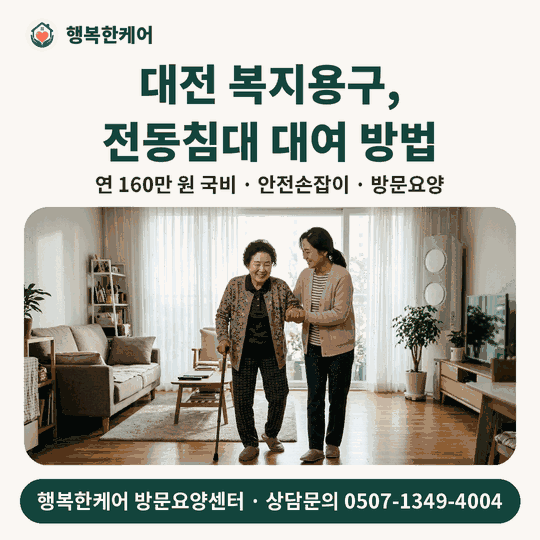 행복한케어
대전 복지용구,
전동침대 대여 방법
연 160만 원 국비 · 안전손잡이 · 방문요양
행복한케어 방문요양센터 · 상담문의 0507-1349-4004